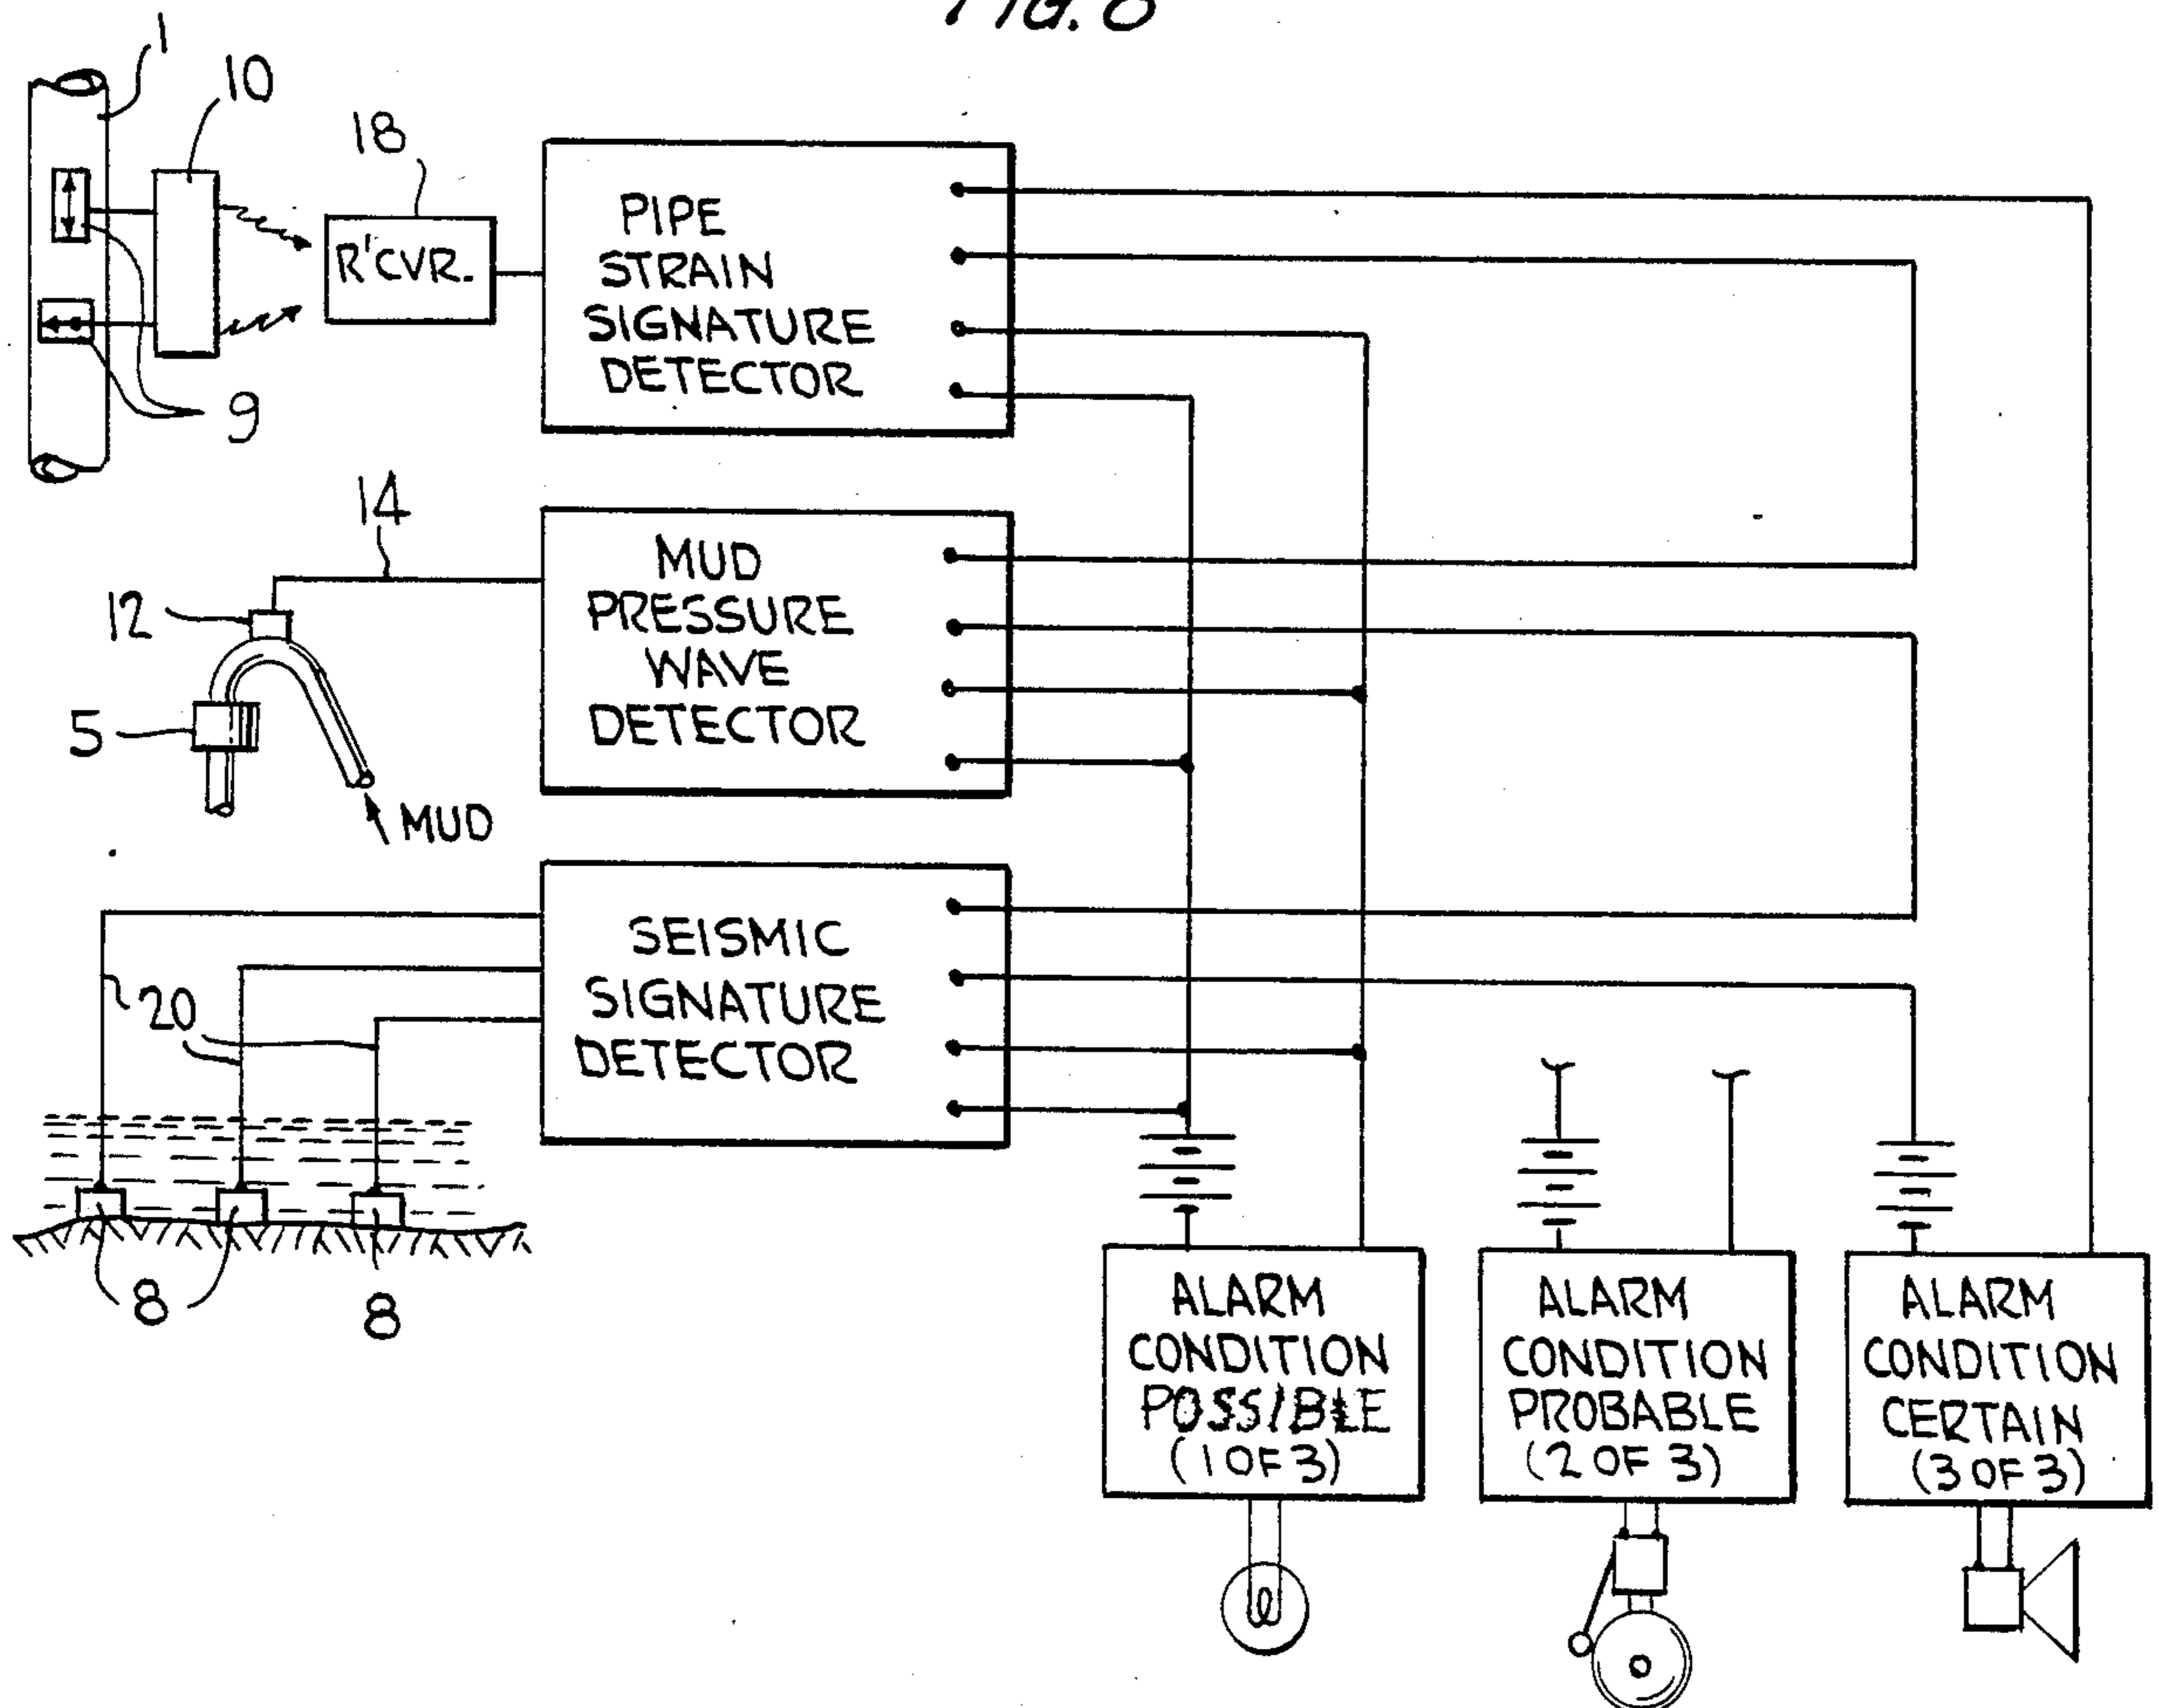 FIG. 6
1
10
18
R'CVR.
9
PIPE
STRAIN
SIGNATURE
DETECTOR
14
12
5
MUD
MUD
PRESSURE
WAVE
DETECTOR
20
8
8
SEISMIC
SIGNATURE
DETECTOR
ALARM
CONDITION
POSSIBLE
(1 OF 3)
ALARM
CONDITION
PROBABLE
(2 OF 3)
ALARM
CONDITION
CERTAIN
(3 OF 3)